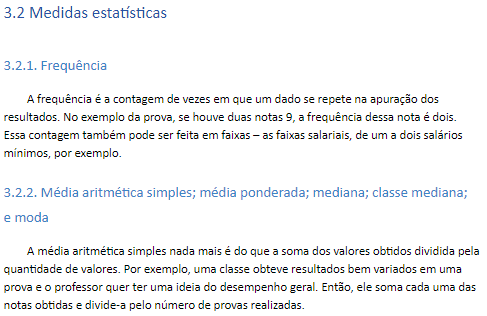 3.2 Medidas estatísticas
3.2.1. Frequência
A frequência é a contagem de vezes em que um dado se repete na apuração dos
resultados. No exemplo da prova, se houve duas notas 9, a frequência dessa nota é dois.
Essa contagem também pode ser feita em faixas – as faixas salariais, de um a dois salários
mínimos, por exemplo.
3.2.2. Média aritmética simples; média ponderada; mediana; classe mediana;
e moda
A média aritmética simples nada mais é do que a soma dos valores obtidos dividida pela
quantidade de valores. Por exemplo, uma classe obteve resultados bem variados em uma
prova e o professor quer ter uma ideia do desempenho geral. Então, ele soma cada uma das
notas obtidas e divide-a pelo número de provas realizadas.